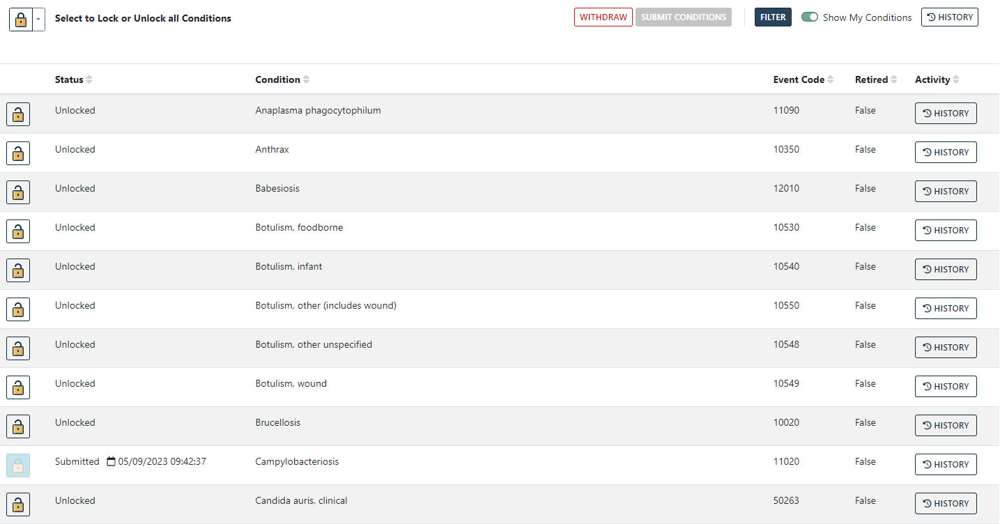 Select to Lock or Unlock all Conditions WITHDRAW SUBMIT CONDITIONS FILTER Show My Conditions HISTORY
Status Condition Event Code Retired Activity
Unlocked Anaplasma phagocytophilum 11090 False HISTORY
Unlocked Anthrax 10350 False HISTORY
Unlocked Babesiosis 12010 False HISTORY
Unlocked Botulism, foodborne 10530 False HISTORY
Unlocked Botulism, infant 10540 False HISTORY
Unlocked Botulism, other (includes wound) 10550 False HISTORY
Unlocked Botulism, other unspecified 10548 False HISTORY
Unlocked Botulism, wound 10549 False HISTORY
Unlocked Brucellosis 10020 False HISTORY
Submitted 05/09/2023 09:42:37 Campylobacteriosis 11020 False HISTORY
Unlocked Candida auris, clinical 50263 False HISTORY